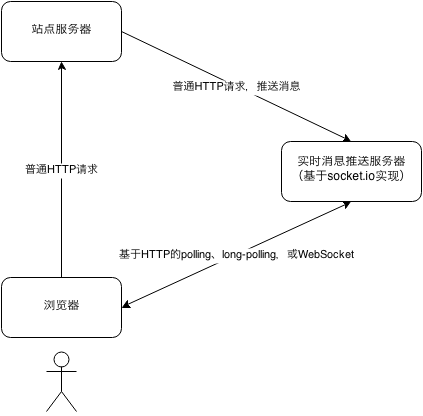 站点服务器
普通HTTP请求，推送消息
实时消息推送服务器
（基于socket.io实现）
普通HTTP请求
基于HTTP的polling、long-polling，或WebSocket
浏览器